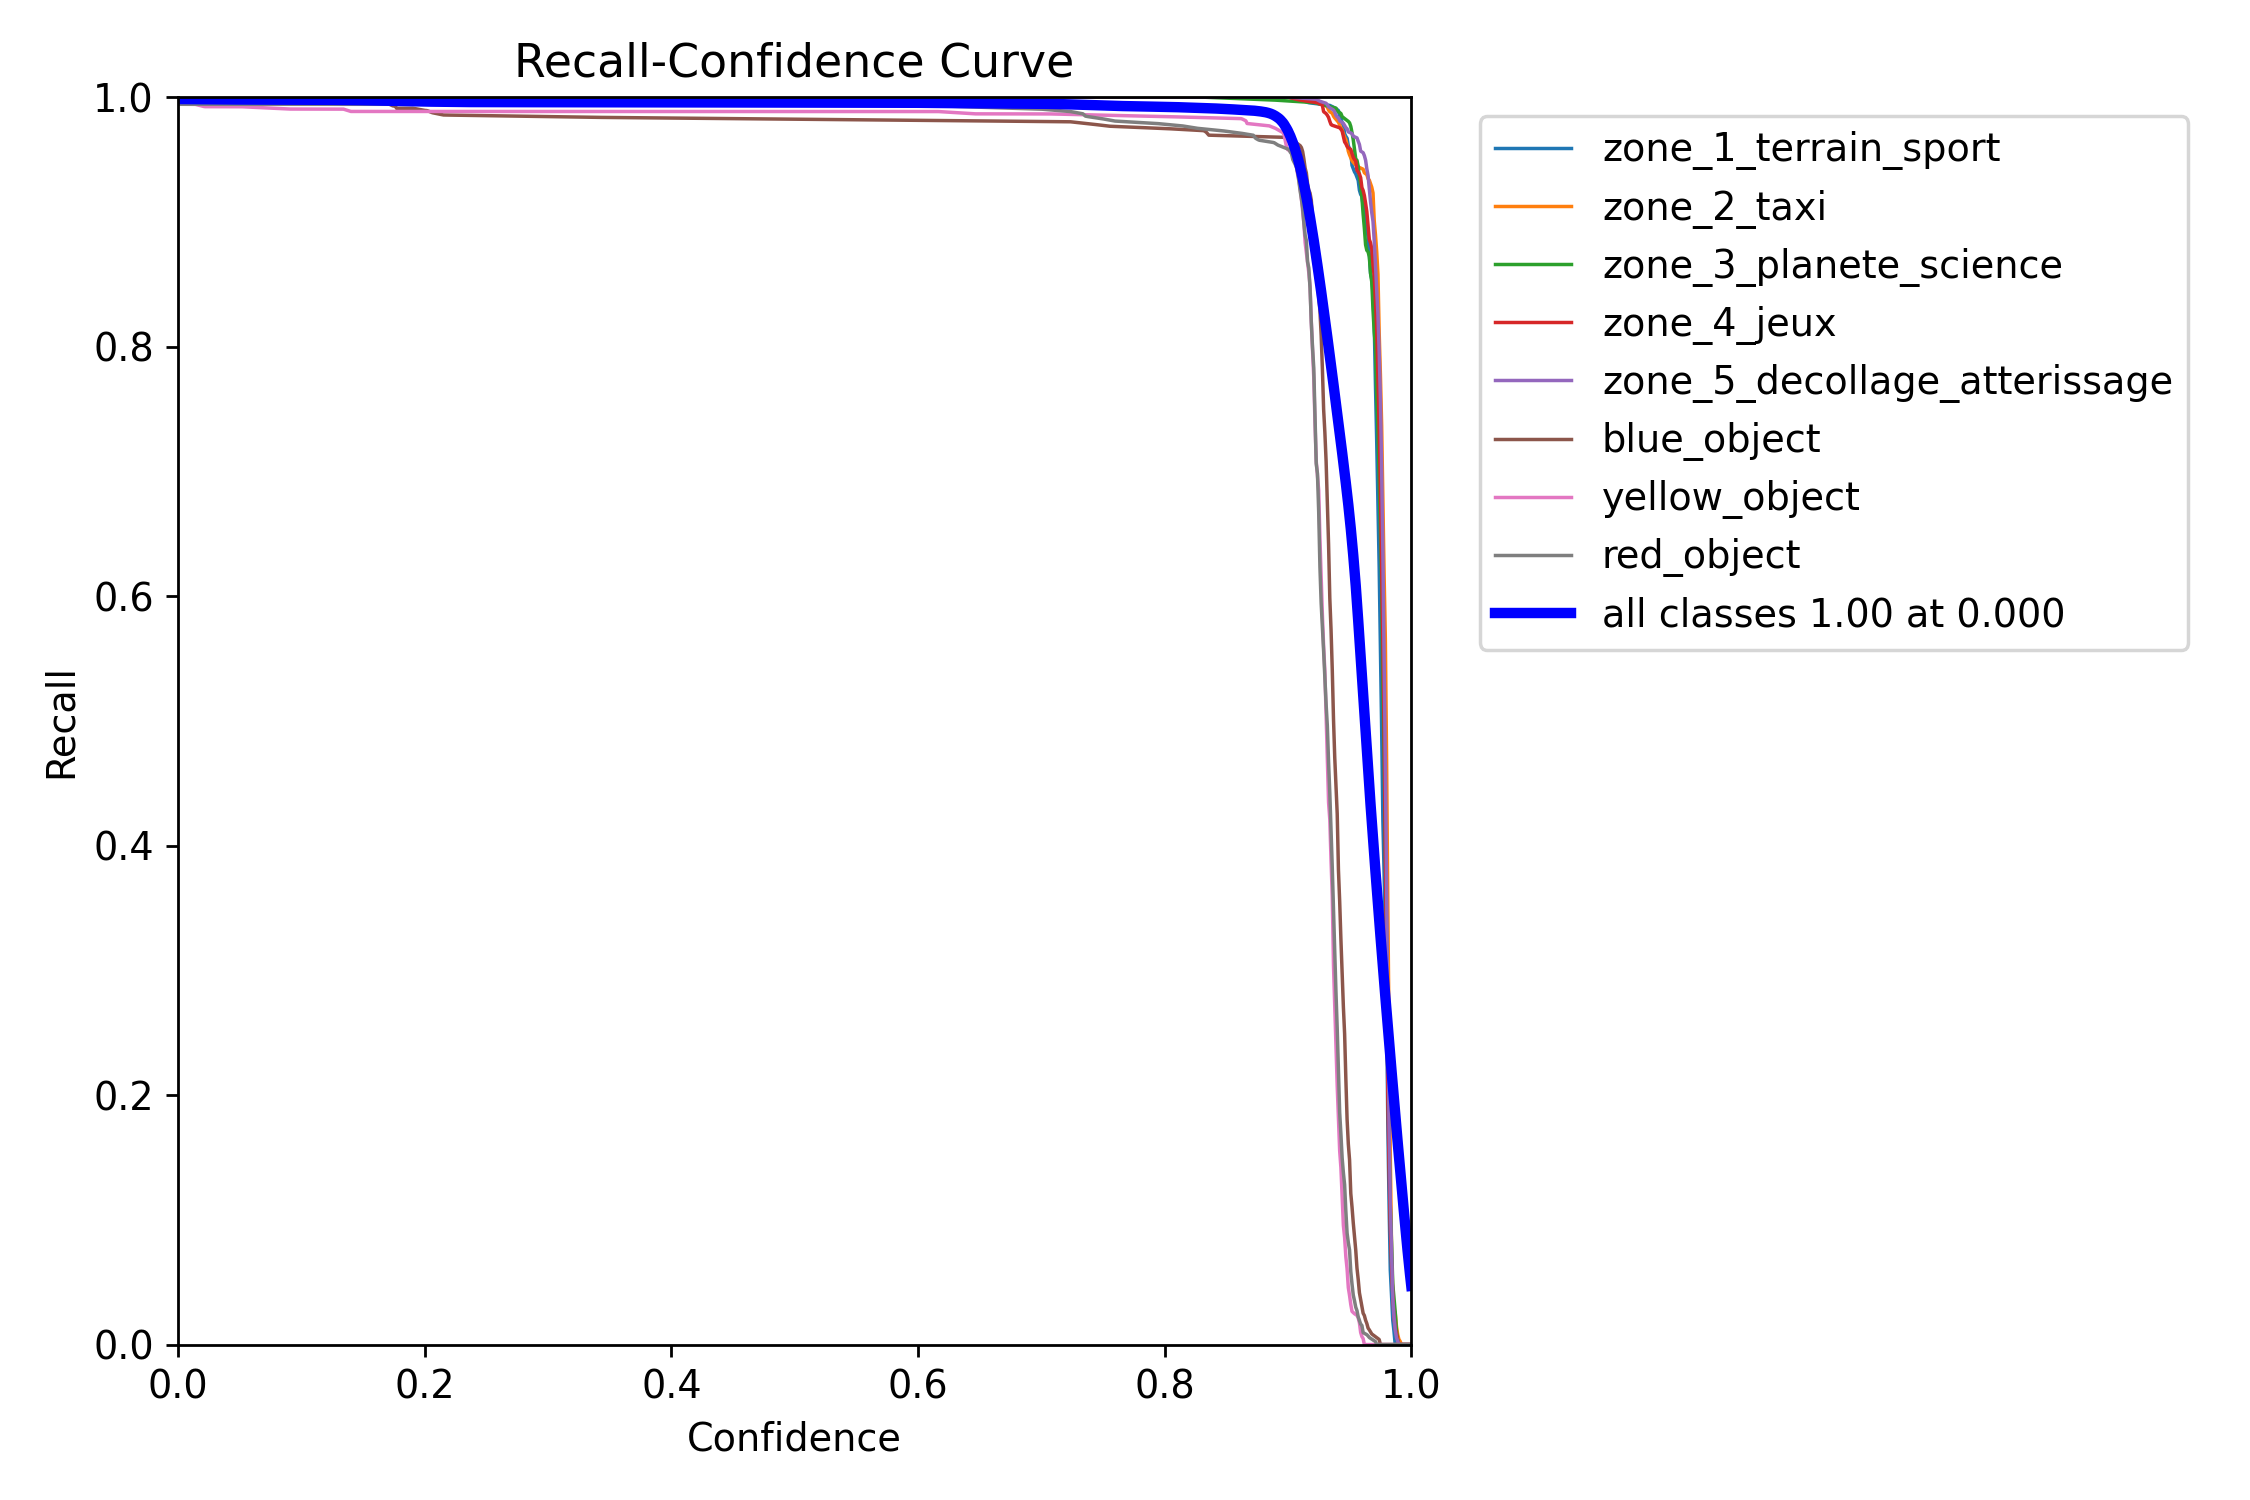 Recall-Confidence Curve
1.0
0.8
0.6
0.4
0.2
0.0
Recall
0.0 0.2 0.4 0.6 0.8 1.0
Confidence
zone_1_terrain_sport
zone_2_taxi
zone_3_planete_science
zone_4_jeux
zone_5_decollage_atterissage
blue_object
yellow_object
red_object
all classes 1.00 at 0.000